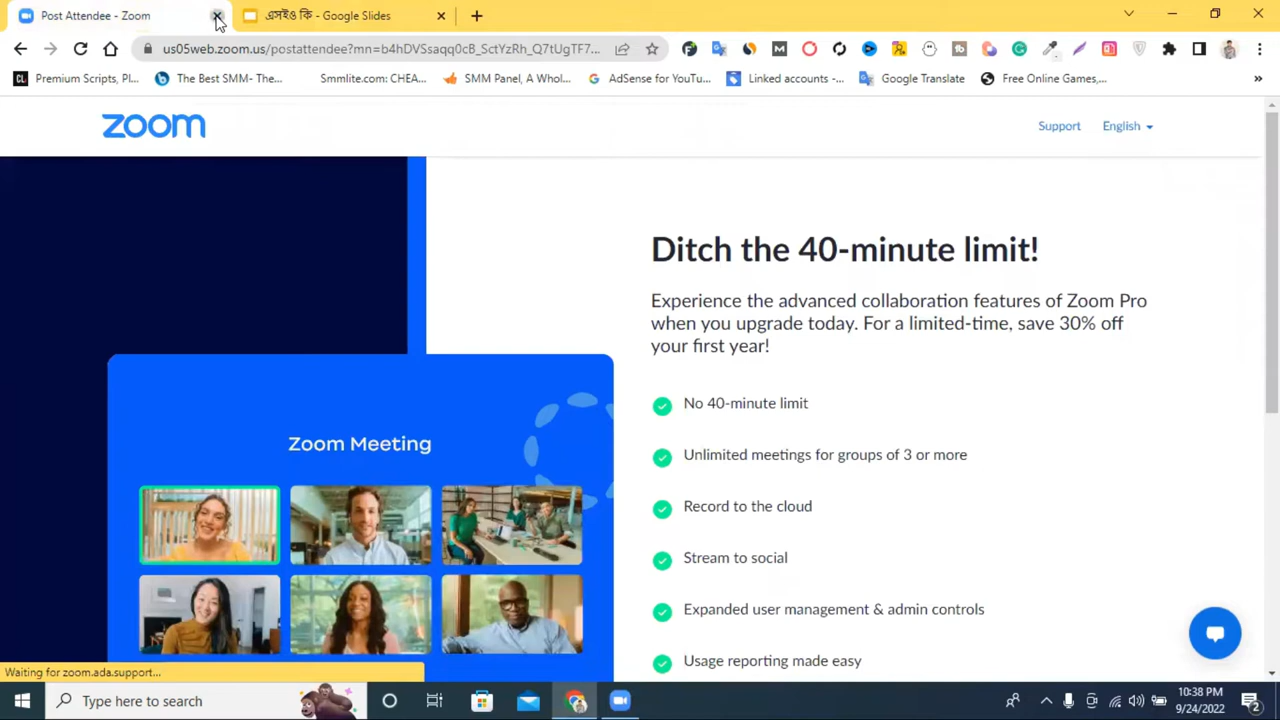 Post Attendee - Zoom
এসইও কি - Google Slides
us05web.zoom.us/postattendee?mn=b4hDVSsaqq0cB_SctYzRh_Q7tUgTF7...
Premium Scripts, Pl...
The Best SMM- The...
Smmlite.com: CHEA...
SMM Panel, A Whol...
AdSense for YouTu...
Linked accounts -...
Google Translate
Free Online Games,...
zoom
Support
English
Ditch the 40-minute limit!
Experience the advanced collaboration features of Zoom Pro
when you upgrade today. For a limited-time, save 30% off
your first year!
No 40-minute limit
Zoom Meeting
Unlimited meetings for groups of 3 or more
Record to the cloud
Stream to social
Expanded user management & admin controls
Usage reporting made easy
Waiting for zoom.ada.support...
Type here to search
10:38 PM
9/24/2022
2